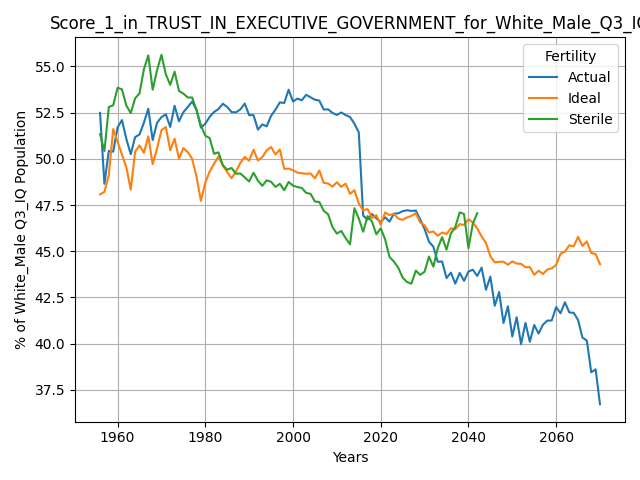 Score_1_in_TRUST_IN_EXECUTIVE_GOVERNMENT_for_White_Male_Q3_IQ
Fertility
Actual
Ideal
Sterile
% of White_Male Q3_IQ Population
55.0
52.5
50.0
47.5
45.0
42.5
40.0
37.5
1960
1980
2000
2020
2040
2060
Years